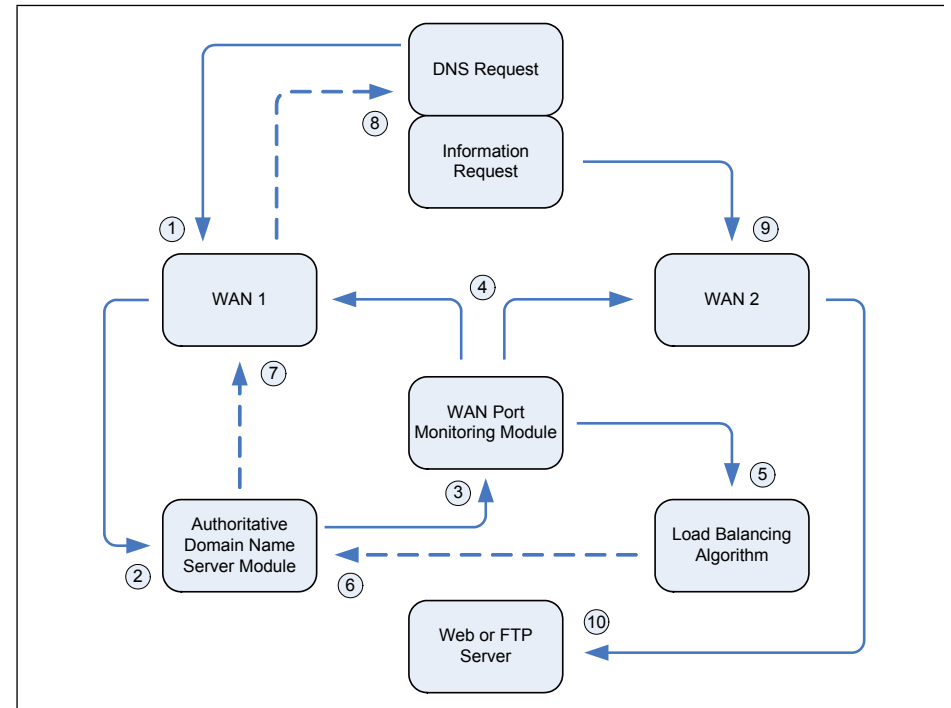 DNS Request
8
Information
Request
1
9
WAN 1
4
WAN 2
7
WAN Port
Monitoring Module
5
3
Authoritative
Domain Name
Server Module
Load Balancing
Algorithm
2
6
10
Web or FTP
Server